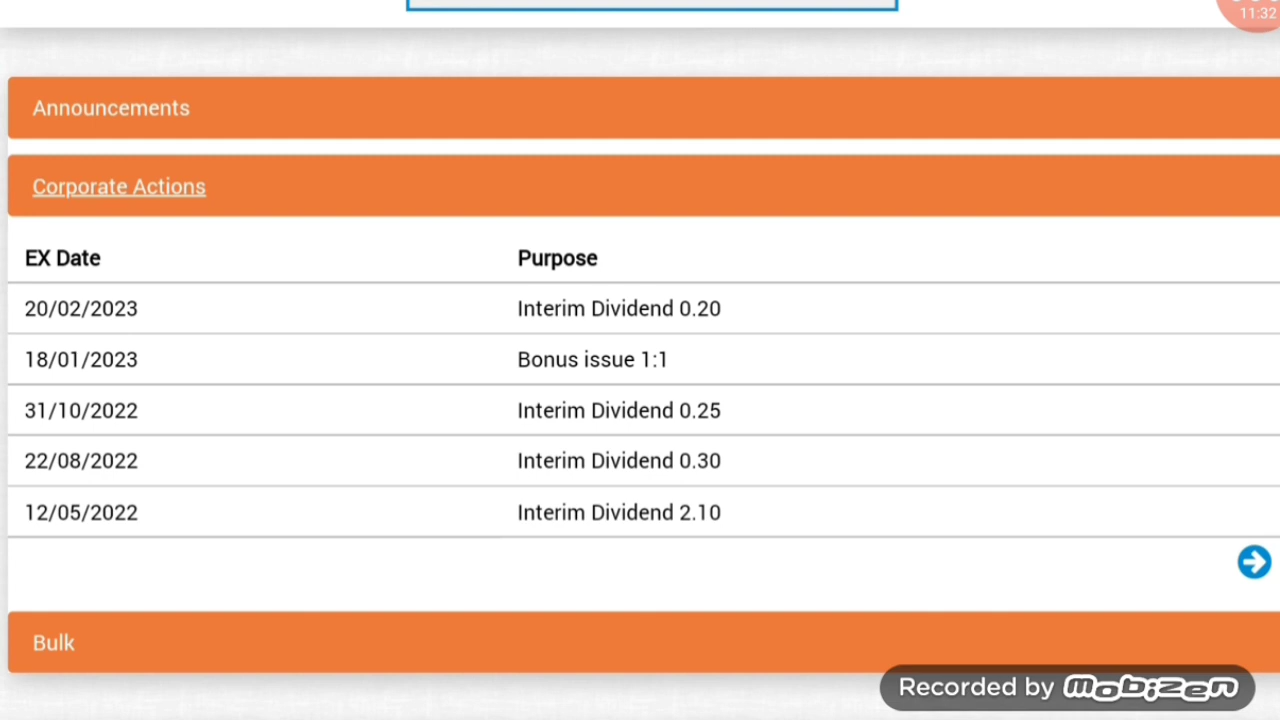 11:32
Announcements
Corporate Actions
EX Date Purpose
20/02/2023 Interim Dividend 0.20
18/01/2023 Bonus issue 1:1
31/10/2022 Interim Dividend 0.25
22/08/2022 Interim Dividend 0.30
12/05/2022 Interim Dividend 2.10
Bulk
Recorded by Mobizen